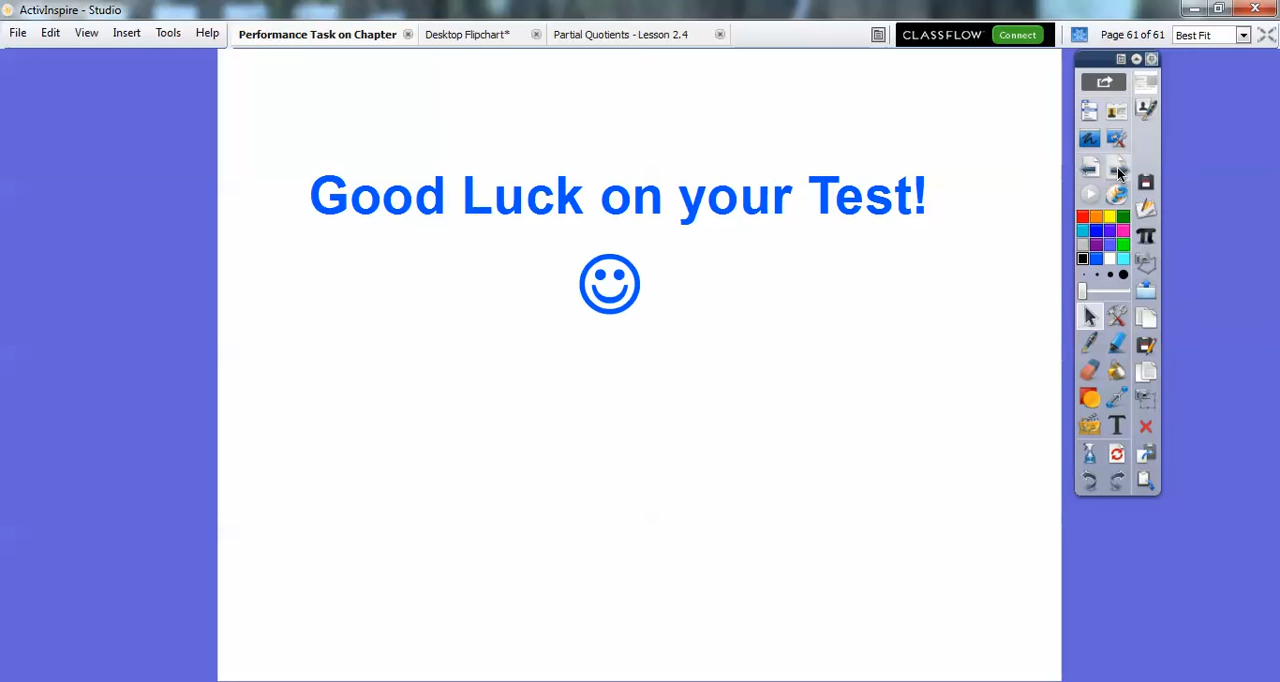 ActivInspire - Studio
File Edit View Insert Tools Help
Performance Task on Chapter
Desktop Flipchart*
Partial Quotients - Lesson 2.4
CLASSFLOW Connect
Page 61 of 61
Best Fit
Good Luck on your Test!
T